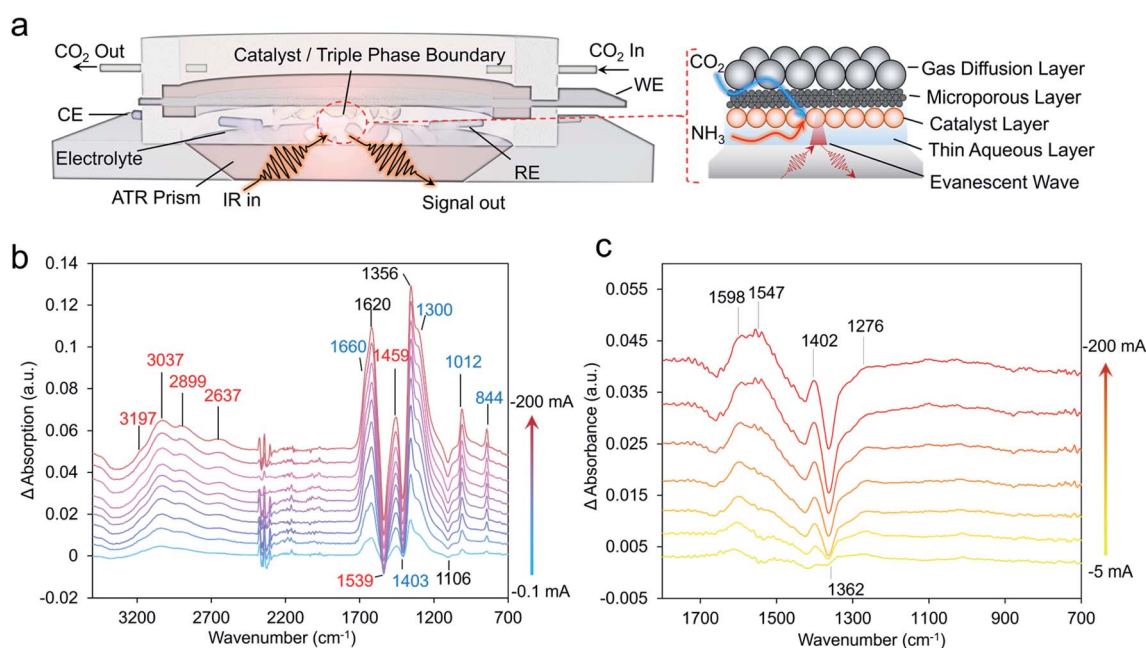 a
CO2 Out
Catalyst / Triple Phase Boundary
CO2 In
WE
CE
Electrolyte
RE
ATR Prism
IR in
Signal out
CO2
NH3
Gas Diffusion Layer
Microporous Layer
Catalyst Layer
Thin Aqueous Layer
Evanescent Wave
b
Δ Absorption (a.u.)
0.14
0.12
0.1
0.08
0.06
0.04
0.02
0
-0.02
3197
3037
2899
2637
1660
1620
1356
1459
1300
1012
844
1539
1403
1106
-200 mA
-0.1 mA
3200 2700 2200 1700 1200 700
Wavenumber (cm⁻¹)
c
Δ Absorbance (a.u.)
0.055
0.045
0.035
0.025
0.015
0.005
-0.005
1598
1547
1402
1276
1362
-200 mA
-5 mA
1700 1500 1300 1100 900 700
Wavenumber (cm⁻¹)